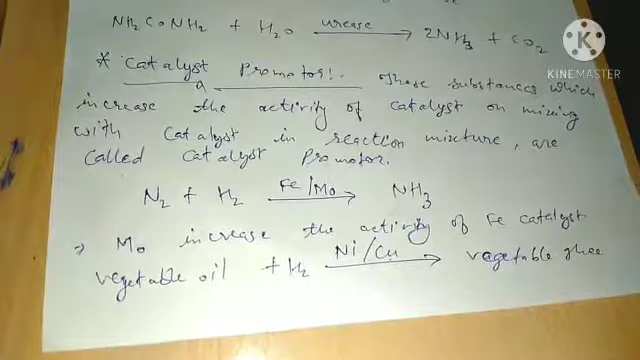 NH₂CONH₂ + H₂O urease → 2NH₃ + CO₂
* Catalyst Promotor:- Those substances which
increase the activity of catalyst on mixing
with catalyst in reaction mixture, are
called catalyst promotor.
N₂ + H₂ Fe/Mo → NH₃
⇒ Mo increase the activity of Fe catalyst
vegetable oil + H₂ Ni/Cu → vegetable ghee
K
KINEMASTER